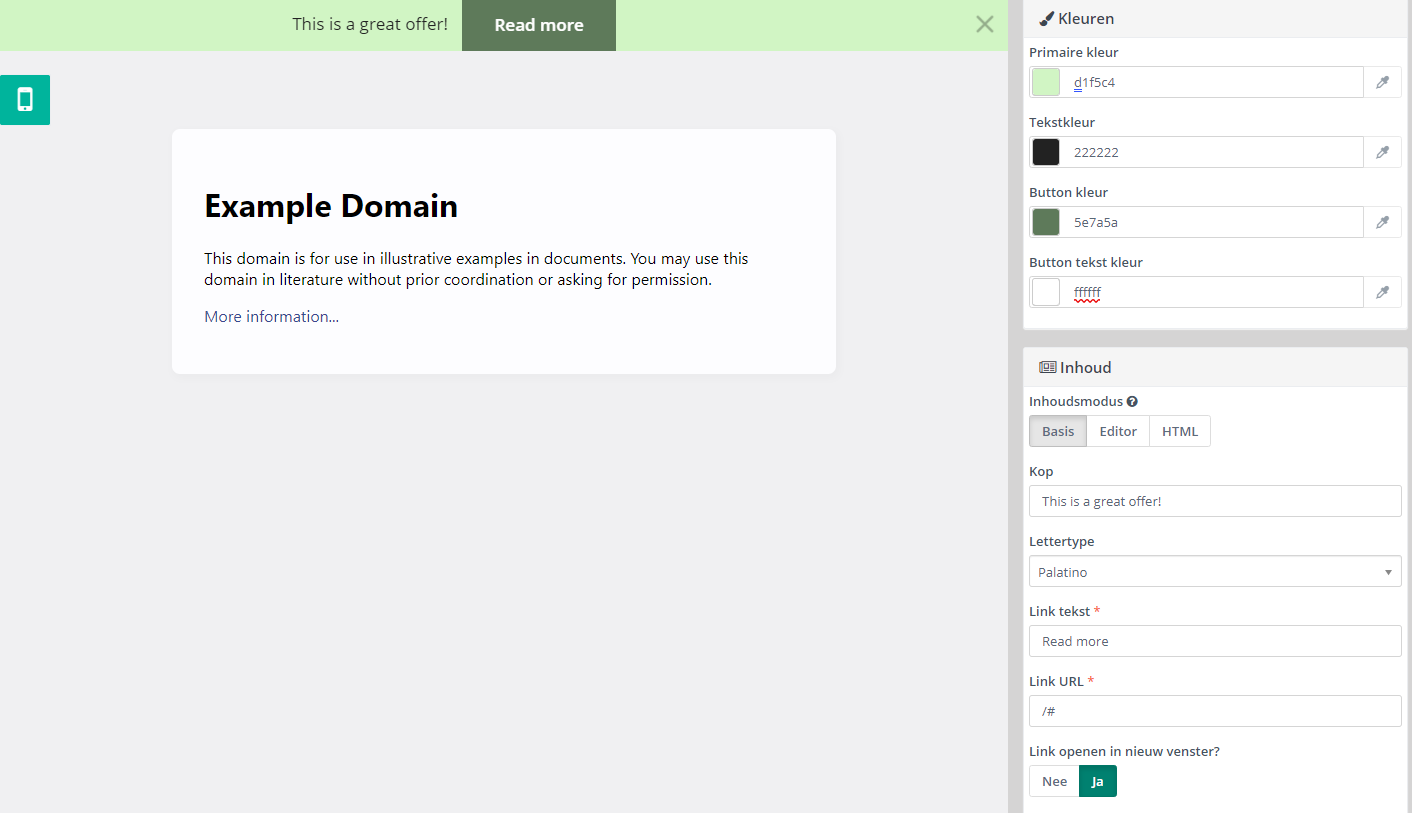 This is a great offer!
Read more
Example Domain
This domain is for use in illustrative examples in documents. You may use this
domain in literature without prior coordination or asking for permission.
More information...
Kleuren
Primaire kleur
d1f5c4
Tekstkleur
222222
Button kleur
5e7a5a
Button tekst kleur
ffffff
Inhoud
Inhoudsmodus
Basis Editor HTML
Kop
This is a great offer!
Lettertype
Palatino
Link tekst *
Read more
Link URL *
/#
Link openen in nieuw venster?
Nee Ja